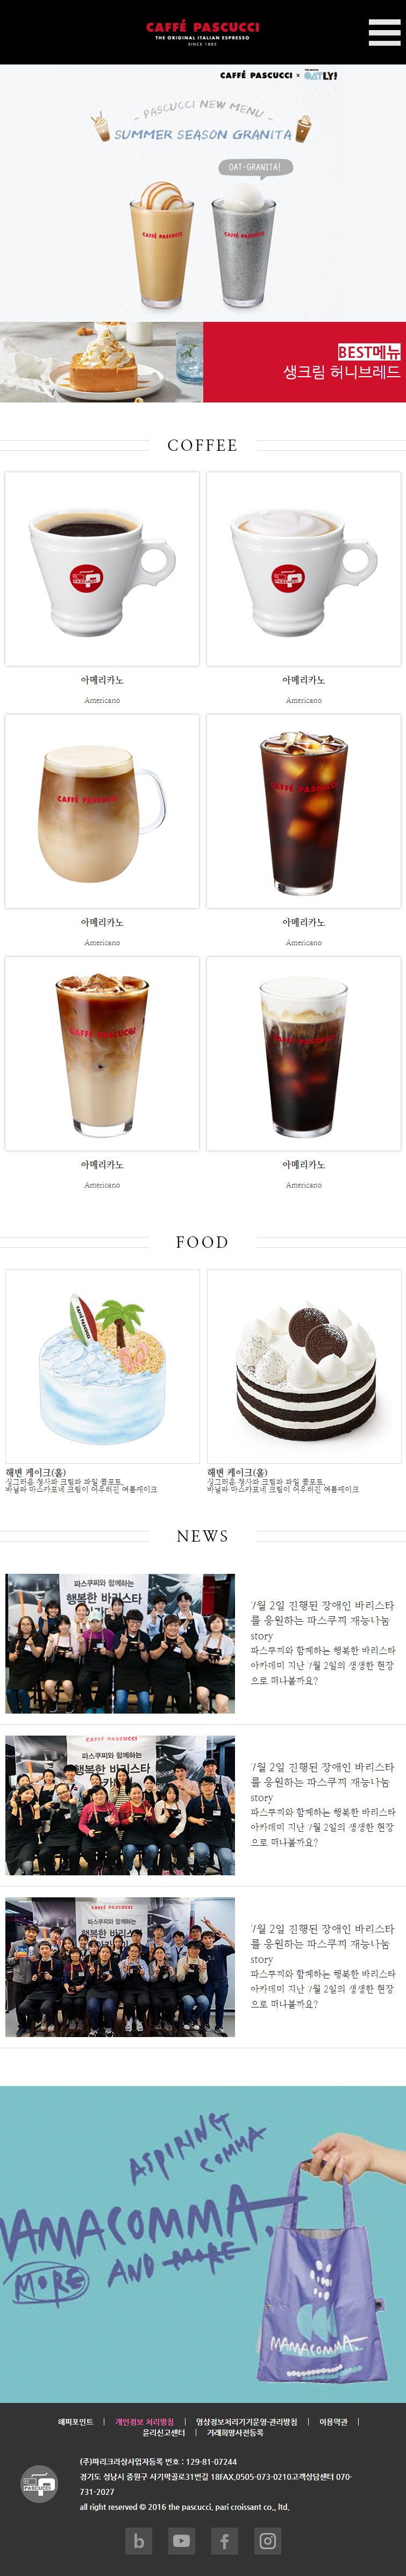 CAFFÉ PASCUCCI
THE ORIGINAL ITALIAN ESPRESSO
SINCE 1883
CAFFÉ PASCUCCI × OATLY!
PASCUCCI NEW MENU
SUMMER SEASON GRANITA
OAT-GRANITA!
CAFFÉ PASCUCCI
CAFFÉ PASCUCCI
BEST메뉴
생크림 허니브레드
COFFEE
아메리카노
아메리카노
Americano
Americano
CAFFÉ PASCUCCI
CAFFÉ PASCUCCI
아메리카노
아메리카노
Americano
Americano
CAFFÉ PASCUCCI
CAFFÉ PASCUCCI
아메리카노
아메리카노
Americano
Americano
FOOD
해변 케이크(홀)
싱그러운 청사과 크림과 파일 콤포트,
바닐라 마스카포네 크림이 어우러진 여름케이크
해변 케이크(홀)
싱그러운 청사과 크림과 파일 콤포트,
바닐라 마스카포네 크림이 어우러진 여름케이크
NEWS
파스쿠찌와 함께하는
행복한 바리스타
7월 2일 진행된 장애인 바리스타
를 응원하는 파스쿠찌 재능나눔
story
파스쿠찌와 함께하는 행복한 바리스타
아카데미 지난 7월 2일의 생생한 현장
으로 떠나볼까요?
CAFFÉ PASCUCCI
파스쿠찌와 함께하는
행복한 바리스타
7월 2일 진행된 장애인 바리스타
를 응원하는 파스쿠찌 재능나눔
story
파스쿠찌와 함께하는 행복한 바리스타
아카데미 지난 7월 2일의 생생한 현장
으로 떠나볼까요?
CAFFÉ PASCUCCI
파스쿠찌와 함께하는
행복한 바리스타
7월 2일 진행된 장애인 바리스타
를 응원하는 파스쿠찌 재능나눔
story
파스쿠찌와 함께하는 행복한 바리스타
아카데미 지난 7월 2일의 생생한 현장
으로 떠나볼까요?
ASPIRING
COMMA
MAMACOMMA.
MORE AND MORE
MAMACOMMA.
해피포인트 | 개인정보 처리방침 | 영상정보처리기기운영·관리방침 | 이용약관 |
윤리신고센터 | 거래희망사전등록
(주)파리크라상사업자등록 번호 : 129-81-07244
경기도 성남시 중원구 사기막골로31번길 18FAX.0505-073-0210고객상담센터 070-
731-2027
all right reserved © 2016 the pascucci, pari croissant co., ltd.